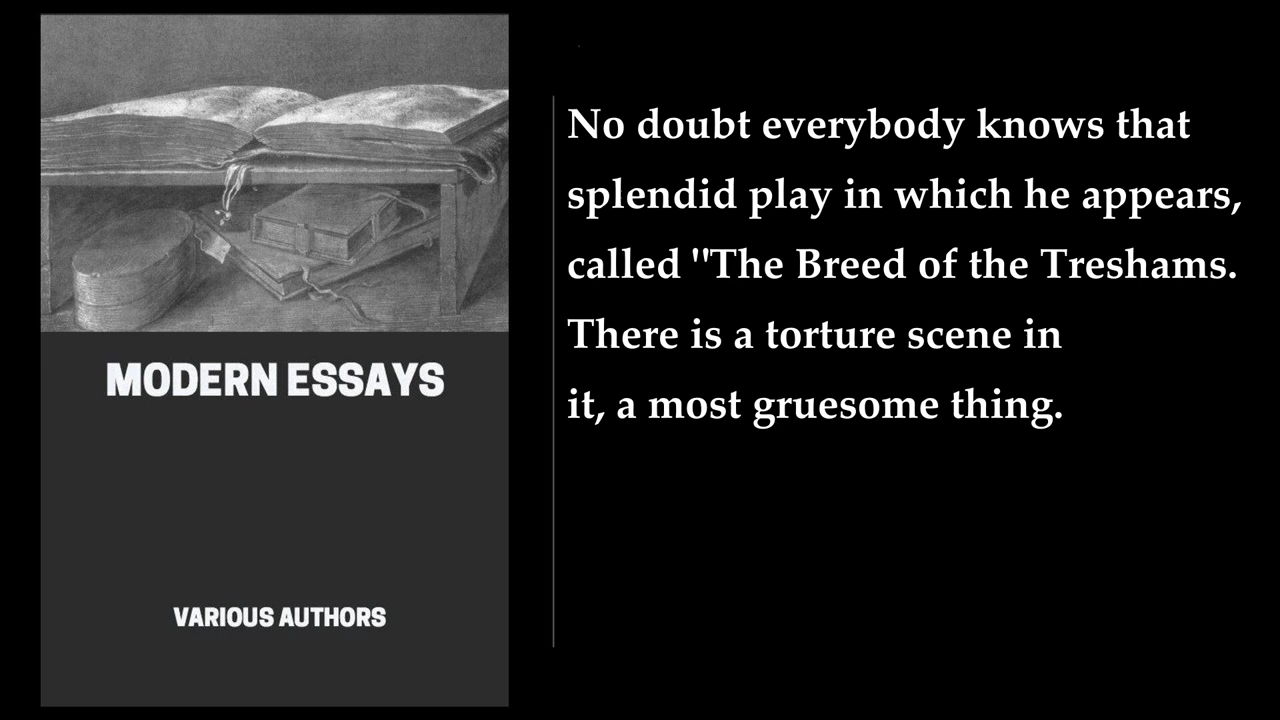 MODERN ESSAYS
VARIOUS AUTHORS
No doubt everybody knows that
splendid play in which he appears,
called "The Breed of the Treshams.
There is a torture scene in
it, a most gruesome thing.